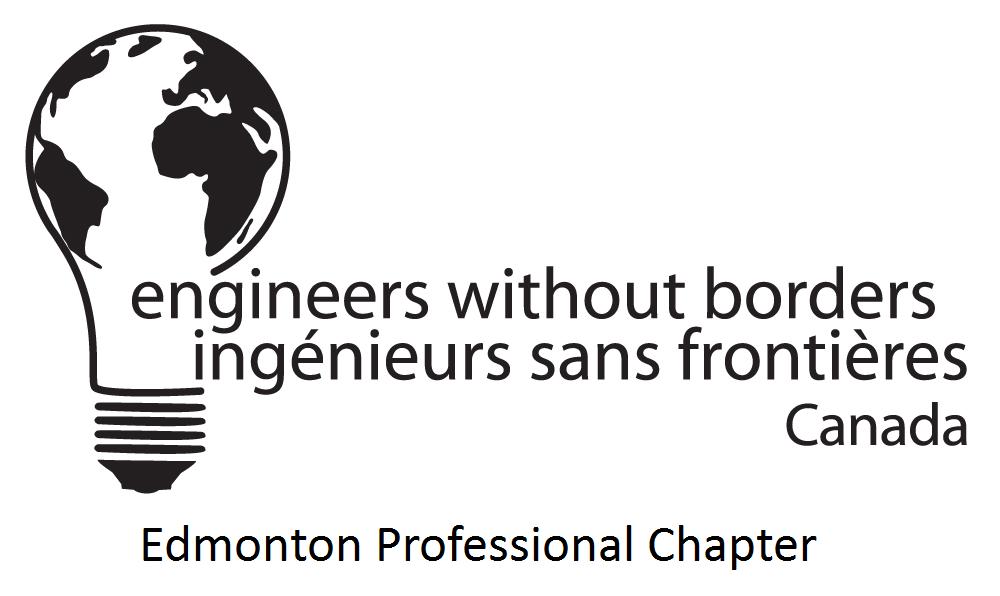 engineers without borders
ingénieurs sans frontières
Canada
Edmonton Professional Chapter